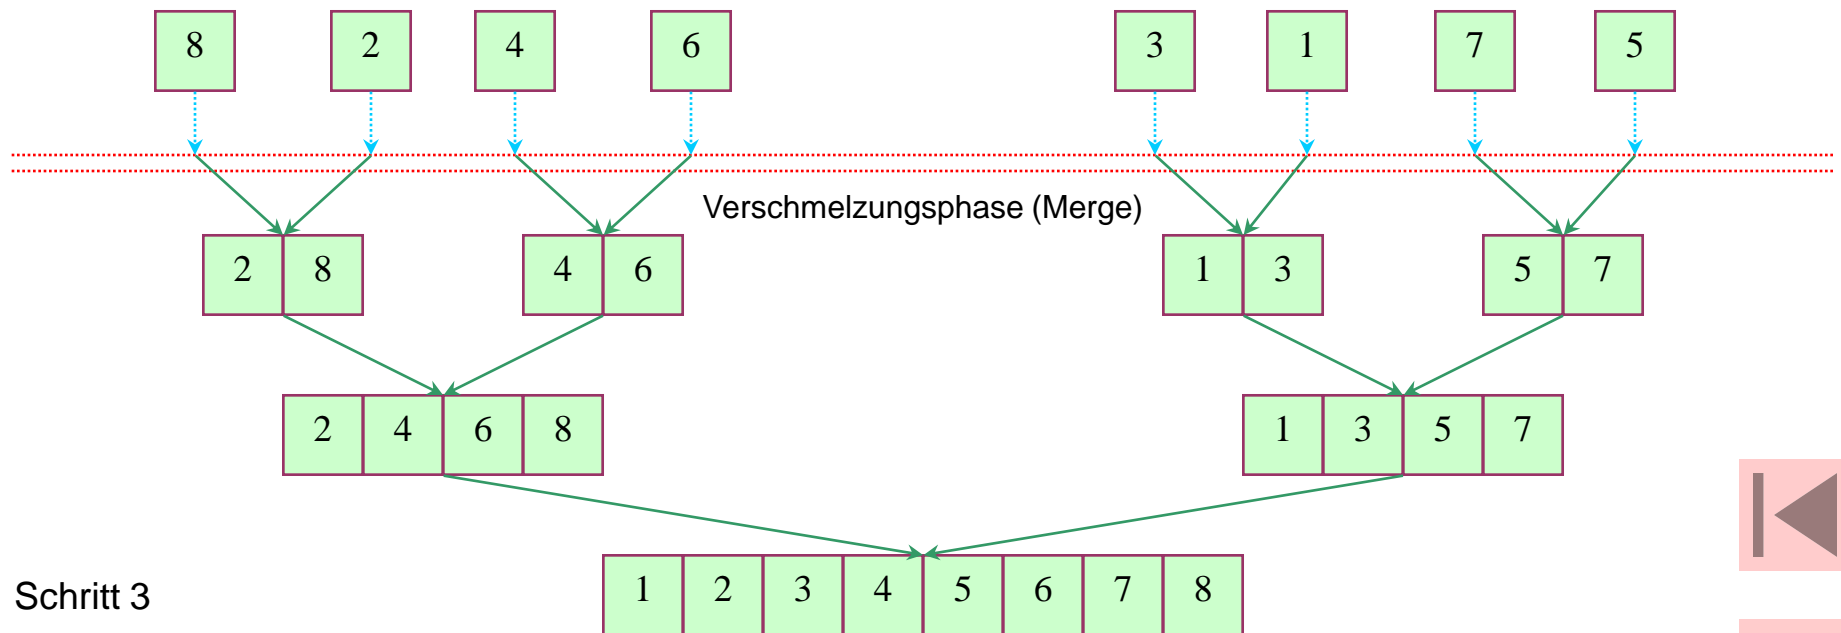 8 2 4 6 3 1 7 5
Verschmelzungsphase (Merge)
2 8 4 6 1 3 5 7
2 4 6 8 1 3 5 7
1 2 3 4 5 6 7 8
Schritt 3